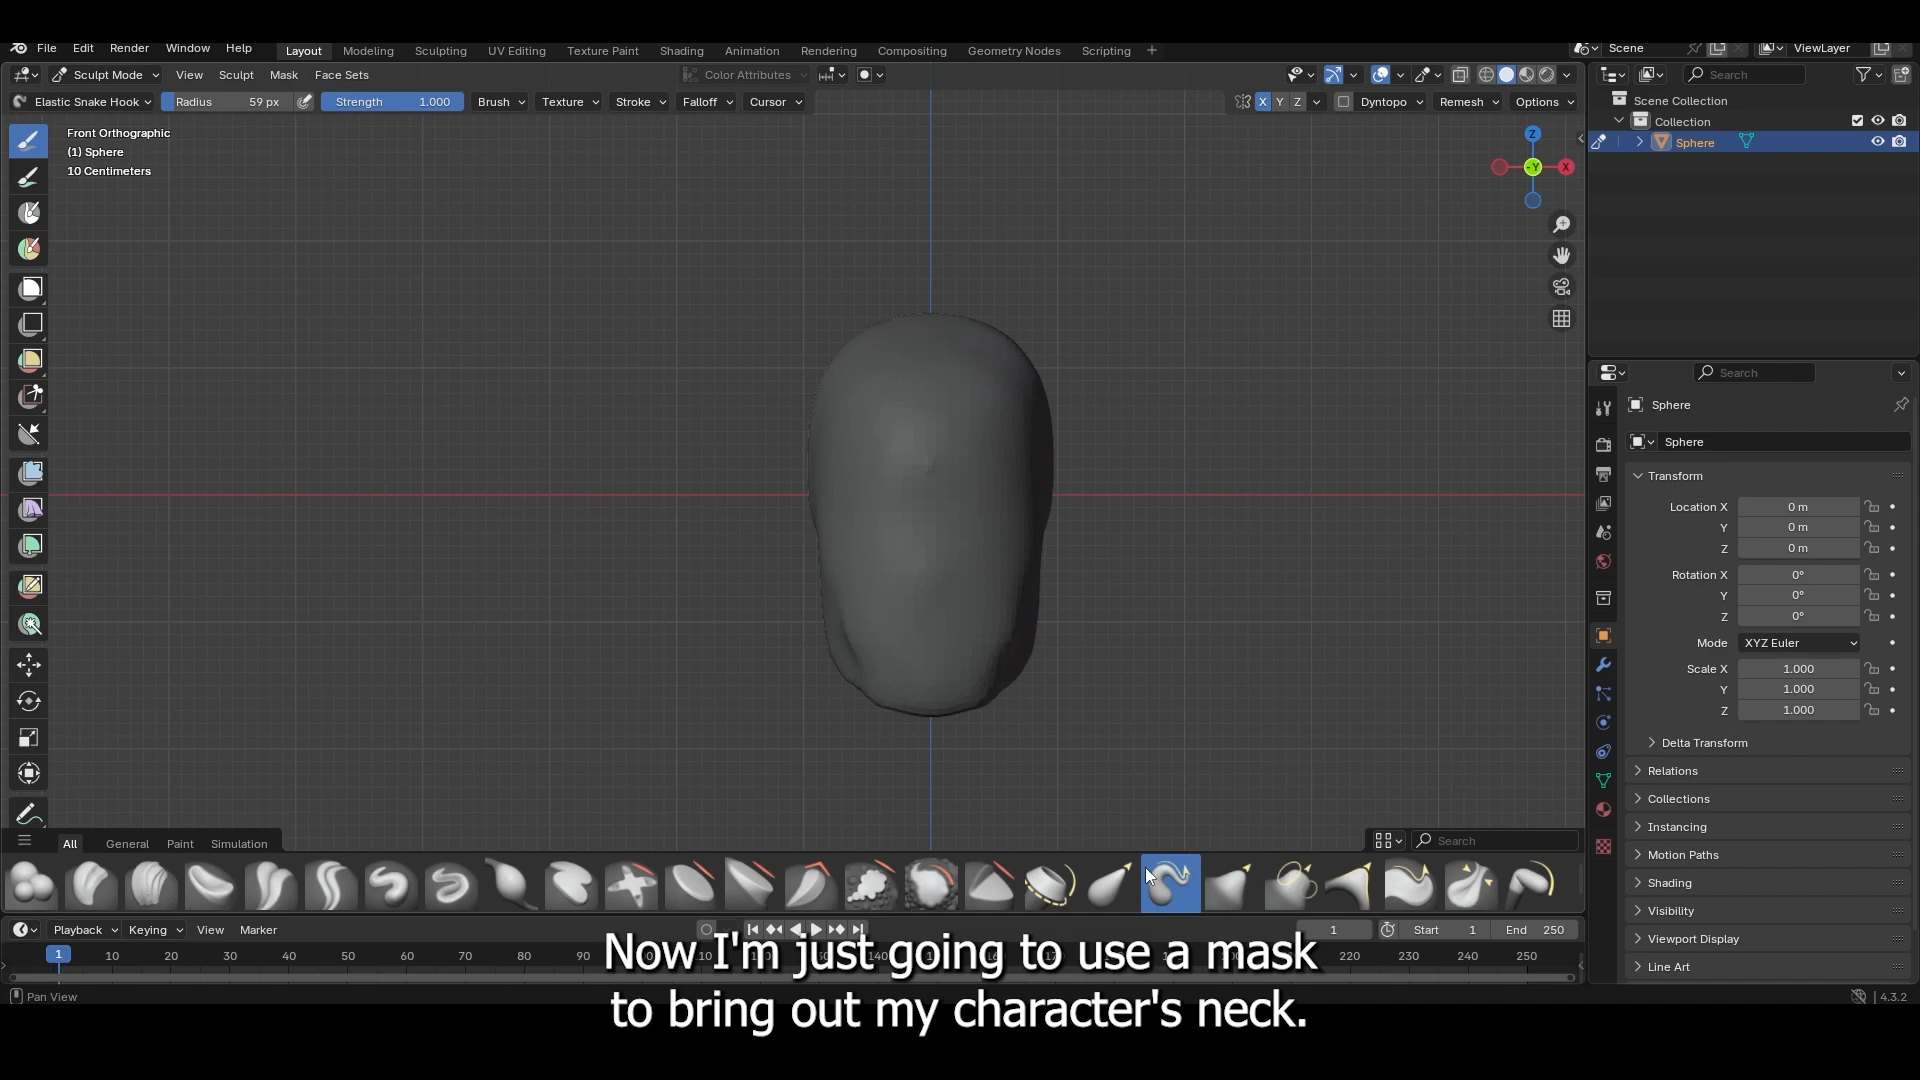 File Edit Render Window Help Layout Modeling Sculpting UV Editing Texture Paint Shading Animation Rendering Compositing Geometry Nodes Scripting Scene ViewLayer
Sculpt Mode View Sculpt Mask Face Sets Color Attributes Search
Elastic Snake Hook Radius 59 px Strength 1.000 Brush Texture Stroke Falloff Cursor X Y Z Dyntopo Remesh Options
Scene Collection
Collection
Sphere
Front Orthographic
(1) Sphere
10 Centimeters
Z
-Y
X
Search
Sphere
Sphere
Transform
Location X 0 m
Y 0 m
Z 0 m
Rotation X 0°
Y 0°
Z 0°
Mode XYZ Euler
Scale X 1.000
Y 1.000
Z 1.000
Delta Transform
Relations
Collections
Instancing
Motion Paths
Shading
Visibility
Viewport Display
Line Art
All General Paint Simulation Search
Playback Keying View Marker 1 Start 1 End 250
1 10 20 30 40 50 60 70 80 90 140 220 230 240 250
Pan View 4.3.2
Now I'm just going to use a mask
to bring out my character's neck.